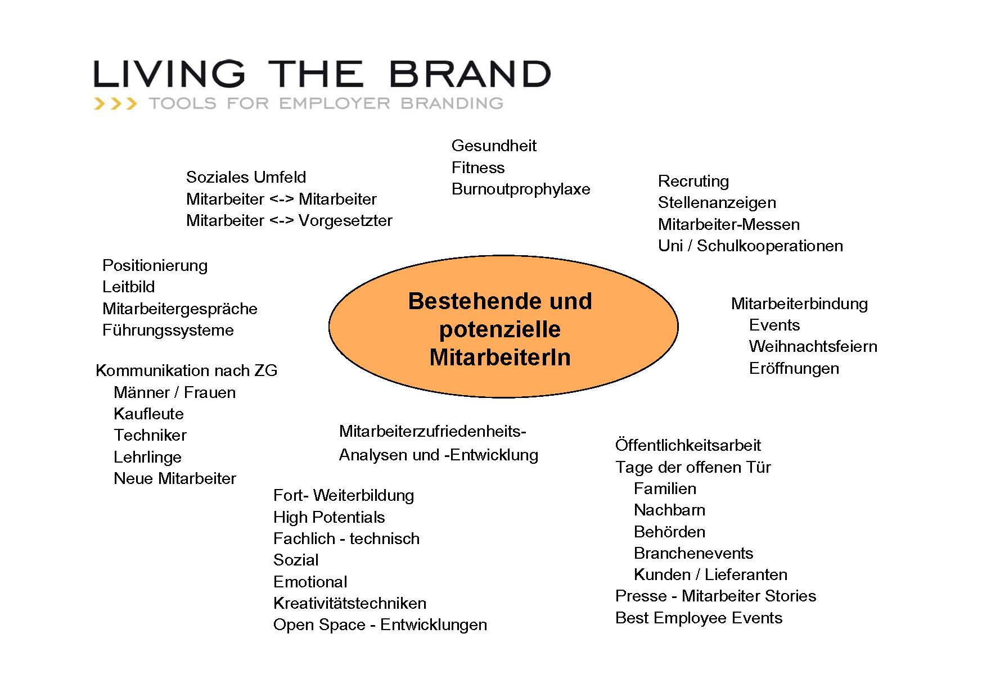 LIVING THE BRAND
>>> TOOLS FOR EMPLOYER BRANDING
Gesundheit
Fitness
Burnoutprophylaxe
Soziales Umfeld
Mitarbeiter <-> Mitarbeiter
Mitarbeiter <-> Vorgesetzter
Recruting
Stellenanzeigen
Mitarbeiter-Messen
Uni / Schulkooperationen
Positionierung
Leitbild
Mitarbeitergespräche
Führungssysteme
Bestehende und
potenzielle
MitarbeiterIn
Mitarbeiterbindung
Events
Weihnachtsfeiern
Eröffnungen
Kommunikation nach ZG
Männer / Frauen
Kaufleute
Techniker
Lehrlinge
Neue Mitarbeiter
Mitarbeiterzufriedenheits-
Analysen und -Entwicklung
Öffentlichkeitsarbeit
Tage der offenen Tür
Familien
Nachbarn
Behörden
Branchenevents
Kunden / Lieferanten
Presse - Mitarbeiter Stories
Best Employee Events
Fort- Weiterbildung
High Potentials
Fachlich - technisch
Sozial
Emotional
Kreativitätstechniken
Open Space - Entwicklungen